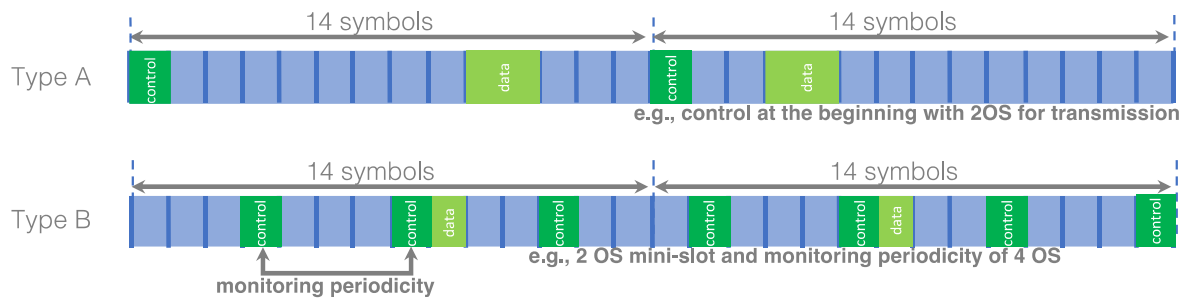 14 symbols 14 symbols
Type A control data control data
e.g., control at the beginning with 2OS for transmission
14 symbols 14 symbols
Type B control control data control control control data control control
e.g., 2 OS mini-slot and monitoring periodicity of 4 OS
monitoring periodicity